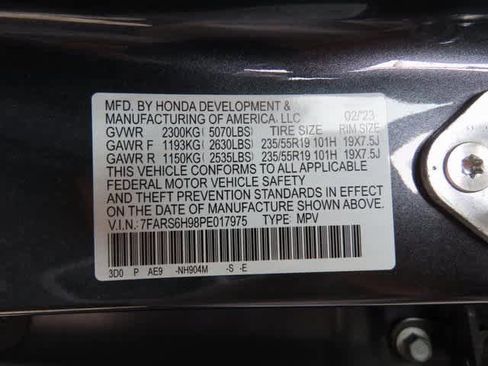 MFD. BY HONDA DEVELOPMENT &
MANUFACTURING OF AMERICA, LLC 02/23
GVWR 2300KG( 5070LBS) TIRE SIZE RIM SIZE
GAWR F 1193KG( 2630LBS) 235/55R19 101H 19X7.5J
GAWR R 1150KG( 2535LBS) 235/55R19 101H 19X7.5J
THIS VEHICLE CONFORMS TO ALL APPLICABLE
FEDERAL MOTOR VEHICLE SAFETY
AND THEFT PREVENTION STANDARDS IN EFFECT
ON THE DATE OF MANUFACTURE SHOWN ABOVE.
V.I.N.: 7FARS6H98PE017975 TYPE: MPV
3D0 P AE9 -NH904M -S -E